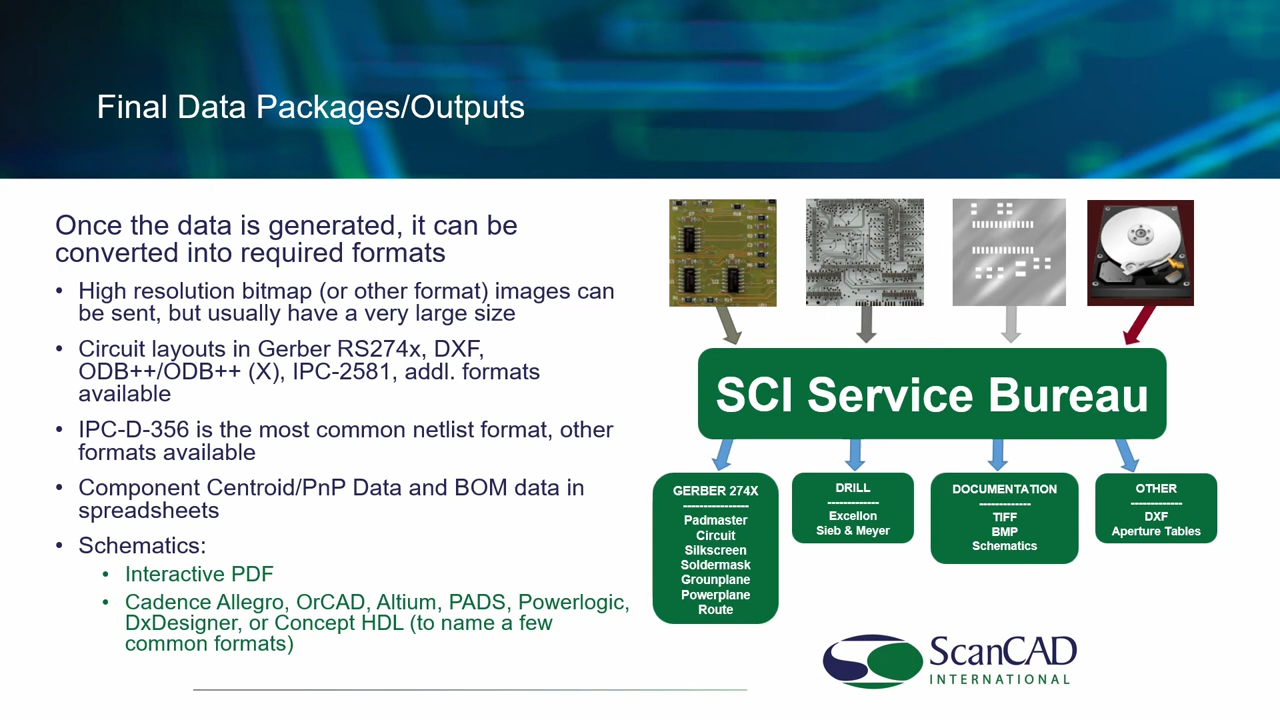 Final Data Packages/Outputs
Once the data is generated, it can be
converted into required formats
• High resolution bitmap (or other format) images can
be sent, but usually have a very large size
• Circuit layouts in Gerber RS274x, DXF,
ODB++/ODB++ (X), IPC-2581, addl. formats
available
• IPC-D-356 is the most common netlist format, other
formats available
• Component Centroid/PnP Data and BOM data in
spreadsheets
• Schematics:
• Interactive PDF
• Cadence Allegro, OrCAD, Altium, PADS, Powerlogic,
DxDesigner, or Concept HDL (to name a few
common formats)
SCI Service Bureau
GERBER 274X
----------------
Padmaster
Circuit
Silkscreen
Soldermask
Grounplane
Powerplane
Route
DRILL
-------------
Excellon
Sieb & Meyer
DOCUMENTATION
-------------
TIFF
BMP
Schematics
OTHER
-------------
DXF
Aperture Tables
ScanCAD
INTERNATIONAL